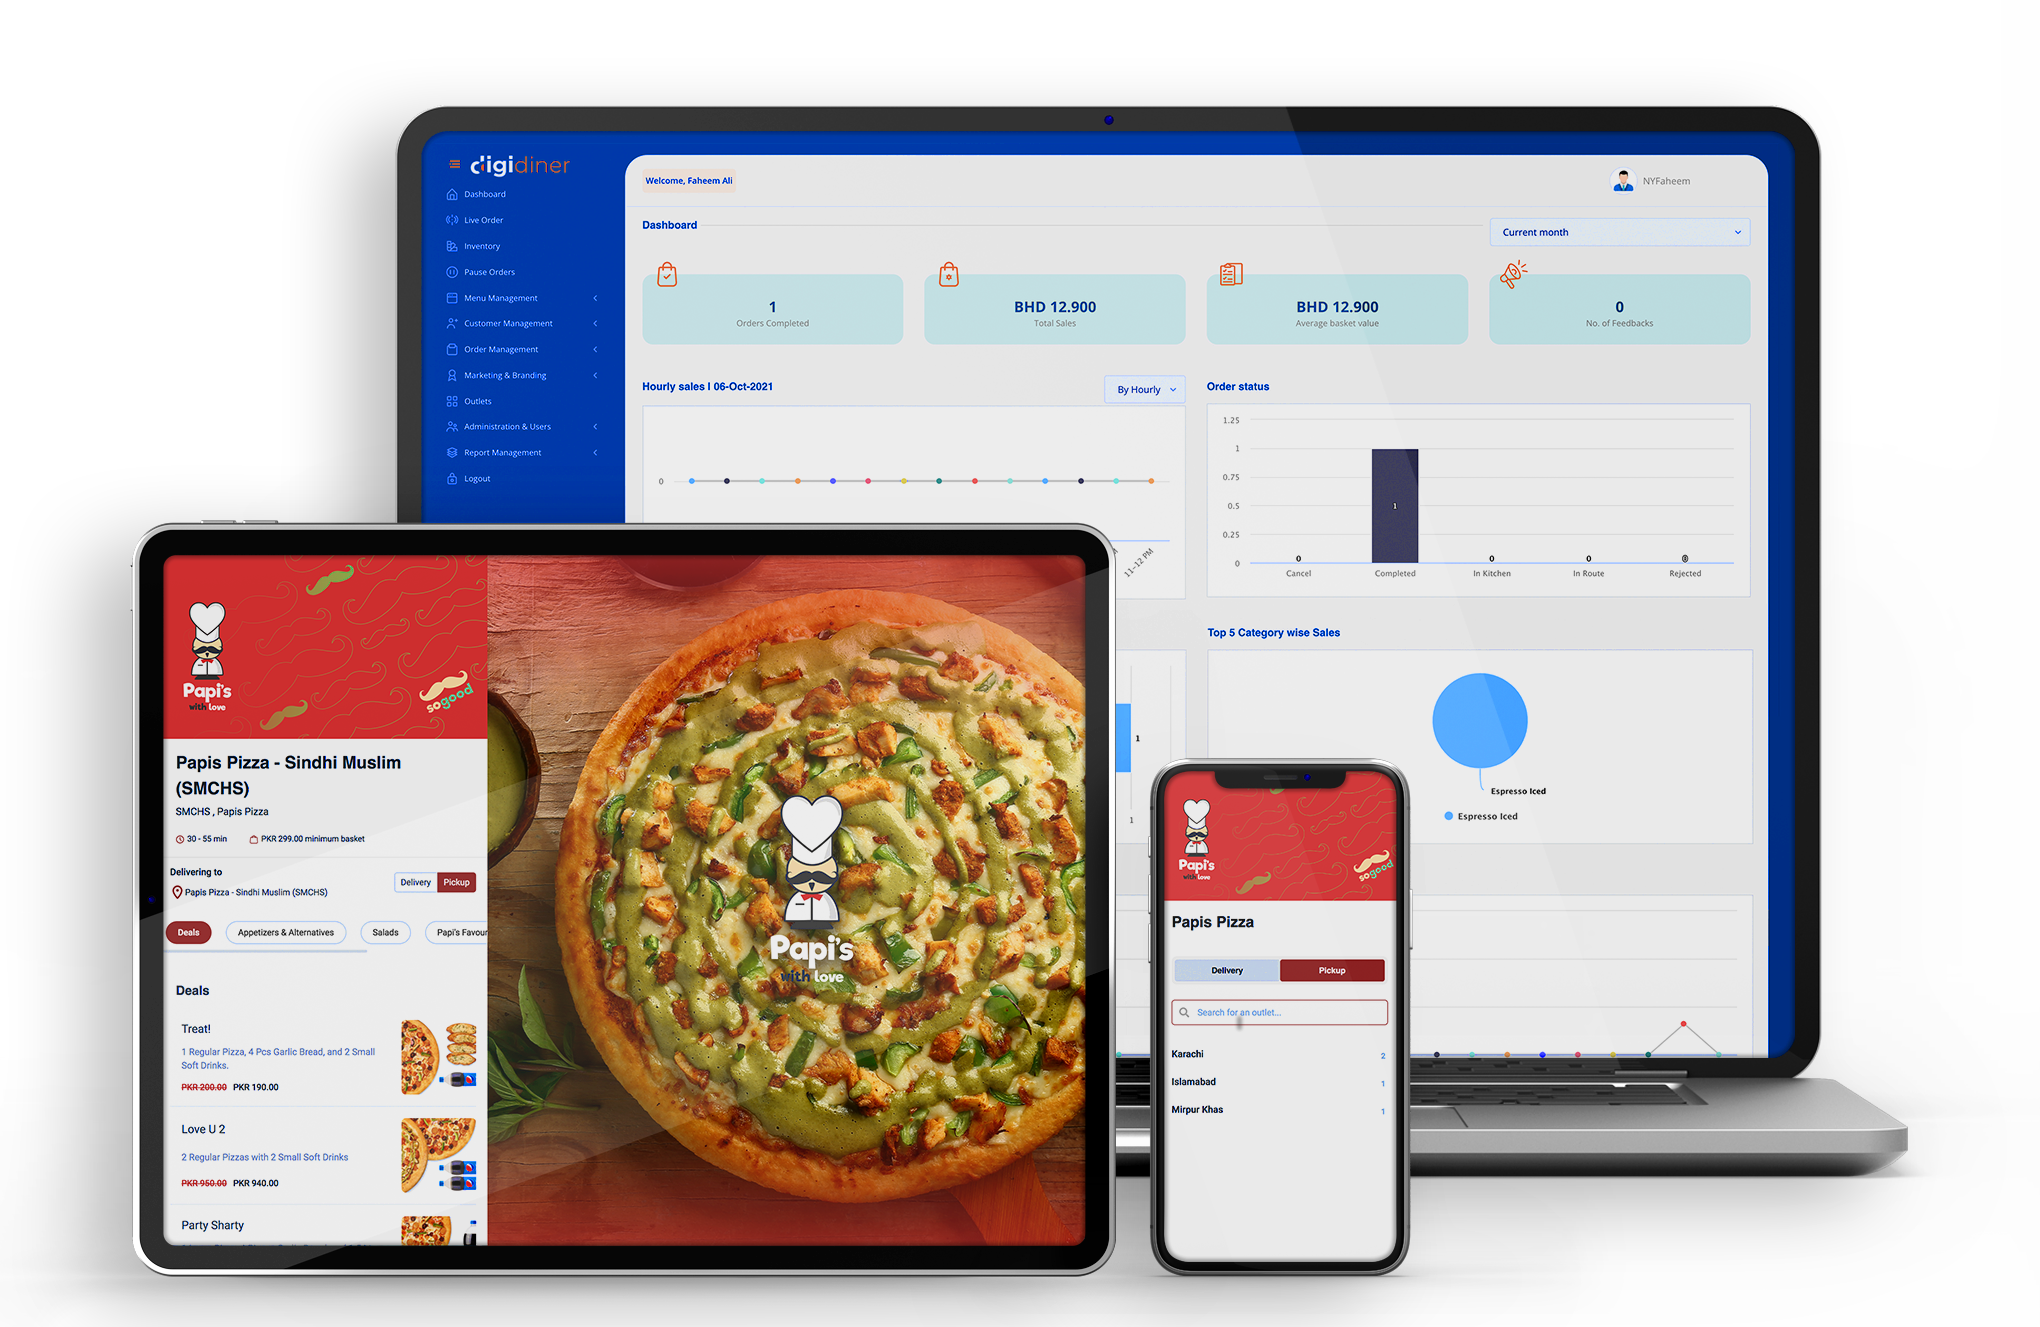 digidiner
Dashboard
Live Order
Inventory
Pause Orders
Menu Management
Customer Management
Order Management
Marketing & Branding
Outlets
Administration & Users
Report Management
Logout
Welcome, Faheem Ali
NYFaheem
Dashboard
Current month
1
Orders Completed
BHD 12.900
Total Sales
BHD 12.900
Average basket value
0
No. of Feedbacks
Hourly sales I 06-Oct-2021
By Hourly
0
11-12 PM
Order status
1.25
1
0.75
0.5
0.25
0
0
1
0
0
0
Cancel
Completed
In Kitchen
In Route
Rejected
1
1
Top 5 Category wise Sales
Espresso Iced
Espresso Iced
Papi's
with love
sogood
Papis Pizza - Sindhi Muslim
(SMCHS)
SMCHS , Papis Pizza
30 - 55 min
PKR 299.00 minimum basket
Delivering to
Papis Pizza - Sindhi Muslim (SMCHS)
Delivery
Pickup
Deals
Appetizers & Alternatives
Salads
Papi's Favour
Deals
Treat!
1 Regular Pizza, 4 Pcs Garlic Bread, and 2 Small
Soft Drinks.
PKR 200.00 PKR 190.00
Love U 2
2 Regular Pizzas with 2 Small Soft Drinks
PKR 950.00 PKR 940.00
Party Sharty
Papi's
with love
Papi's
with love
sogood
Papis Pizza
Delivery
Pickup
Search for an outlet...
Karachi 2
Islamabad 1
Mirpur Khas 1